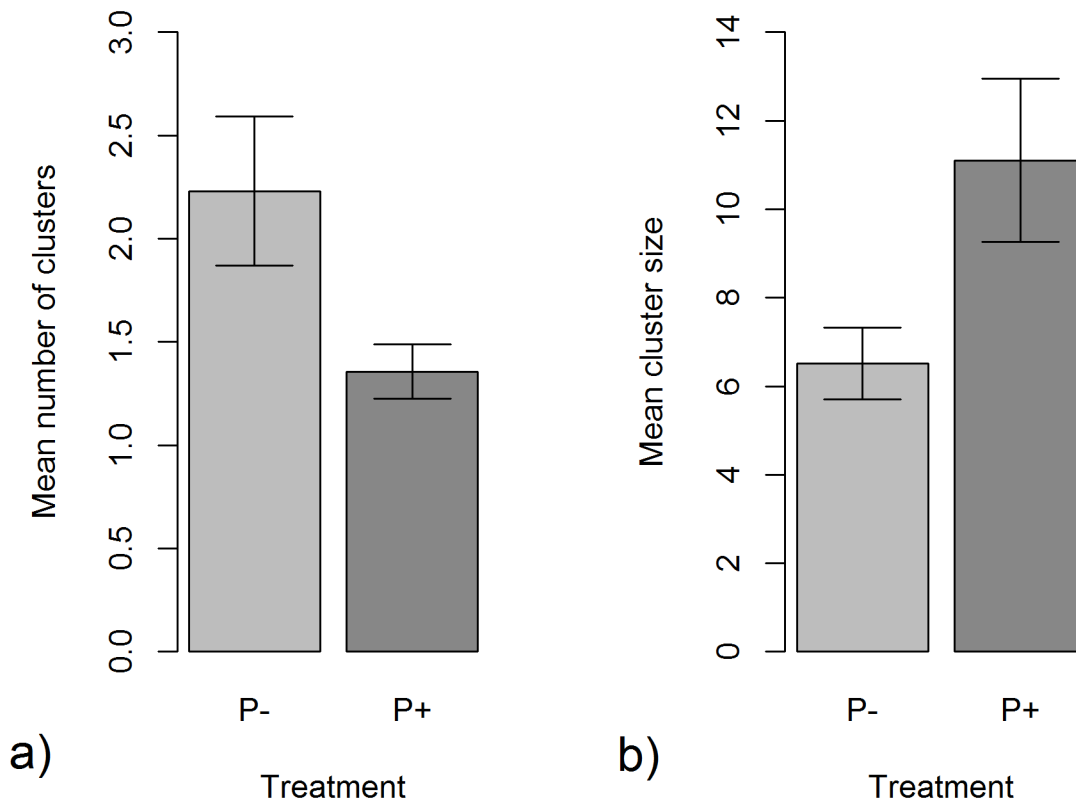 Mean number of clusters
3.0
2.5
2.0
1.5
1.0
0.5
0.0
P- P+
Treatment
a)
Mean cluster size
14
12
10
8
6
4
2
0
P- P+
Treatment
b)